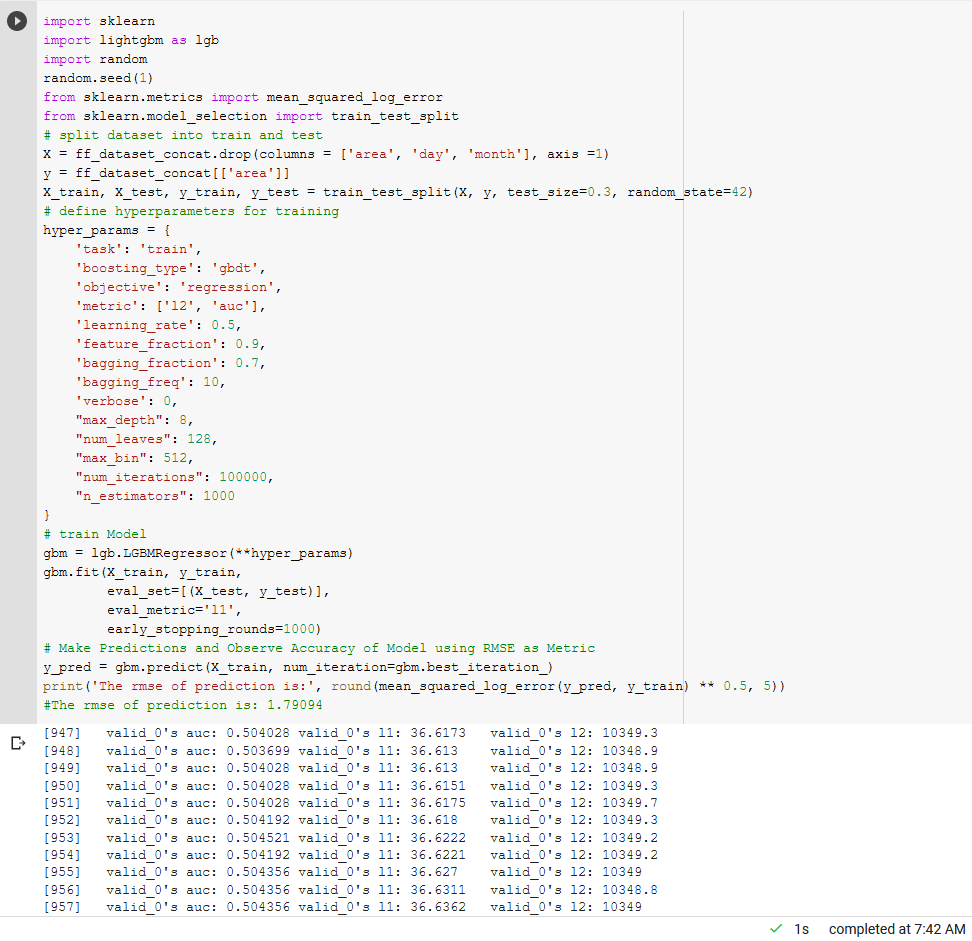 import sklearn
import lightgbm as lgb
import random
random.seed(1)
from sklearn.metrics import mean_squared_log_error
from sklearn.model_selection import train_test_split
# split dataset into train and test
X = ff_dataset_concat.drop(columns = ['area', 'day', 'month'], axis =1)
y = ff_dataset_concat[['area']]
X_train, X_test, y_train, y_test = train_test_split(X, y, test_size=0.3, random_state=42)
# define hyperparameters for training
hyper_params = {
    'task': 'train',
    'boosting_type': 'gbdt',
    'objective': 'regression',
    'metric': ['l2', 'auc'],
    'learning_rate': 0.5,
    'feature_fraction': 0.9,
    'bagging_fraction': 0.7,
    'bagging_freq': 10,
    'verbose': 0,
    "max_depth": 8,
    "num_leaves": 128,
    "max_bin": 512,
    "num_iterations": 100000,
    "n_estimators": 1000
}
# train Model
gbm = lgb.LGBMRegressor(**hyper_params)
gbm.fit(X_train, y_train,
        eval_set=[(X_test, y_test)],
        eval_metric='l1',
        early_stopping_rounds=1000)
# Make Predictions and Observe Accuracy of Model using RMSE as Metric
y_pred = gbm.predict(X_train, num_iteration=gbm.best_iteration_)
print('The rmse of prediction is:', round(mean_squared_log_error(y_pred, y_train) ** 0.5, 5))
#The rmse of prediction is: 1.79094
[947]   valid_0's auc: 0.504028 valid_0's l1: 36.6173   valid_0's l2: 10349.3
[948]   valid_0's auc: 0.503699 valid_0's l1: 36.613    valid_0's l2: 10348.9
[949]   valid_0's auc: 0.504028 valid_0's l1: 36.613    valid_0's l2: 10348.9
[950]   valid_0's auc: 0.504028 valid_0's l1: 36.6151   valid_0's l2: 10349.3
[951]   valid_0's auc: 0.504028 valid_0's l1: 36.6175   valid_0's l2: 10349.7
[952]   valid_0's auc: 0.504192 valid_0's l1: 36.618    valid_0's l2: 10349.3
[953]   valid_0's auc: 0.504521 valid_0's l1: 36.6222   valid_0's l2: 10349.2
[954]   valid_0's auc: 0.504192 valid_0's l1: 36.6221   valid_0's l2: 10349.2
[955]   valid_0's auc: 0.504356 valid_0's l1: 36.627    valid_0's l2: 10349
[956]   valid_0's auc: 0.504356 valid_0's l1: 36.6311   valid_0's l2: 10348.8
[957]   valid_0's auc: 0.504356 valid_0's l1: 36.6362   valid_0's l2: 10349
1s completed at 7:42 AM